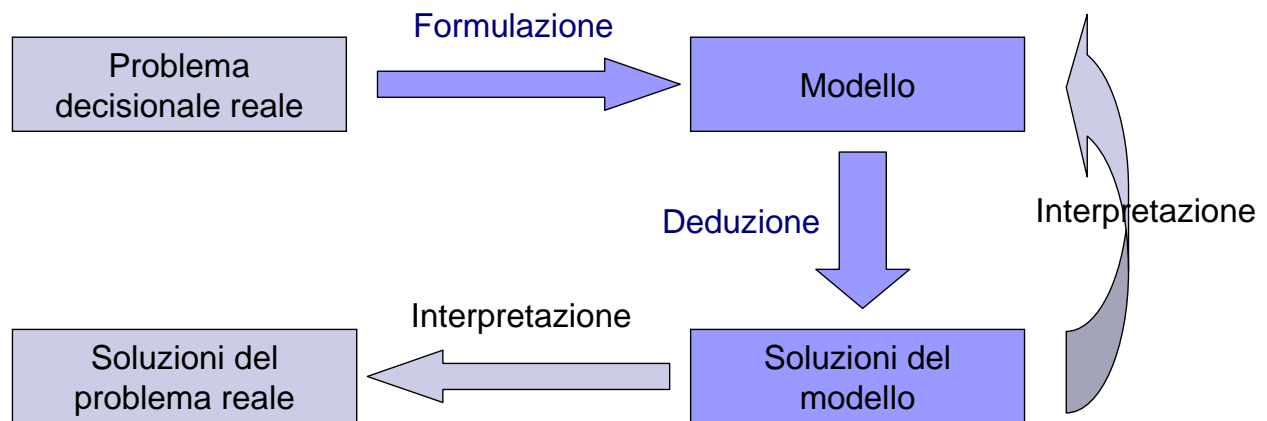 Formulazione
Problema
decisionale reale
Modello
Deduzione
Interpretazione
Interpretazione
Soluzioni del
problema reale
Soluzioni del
modello